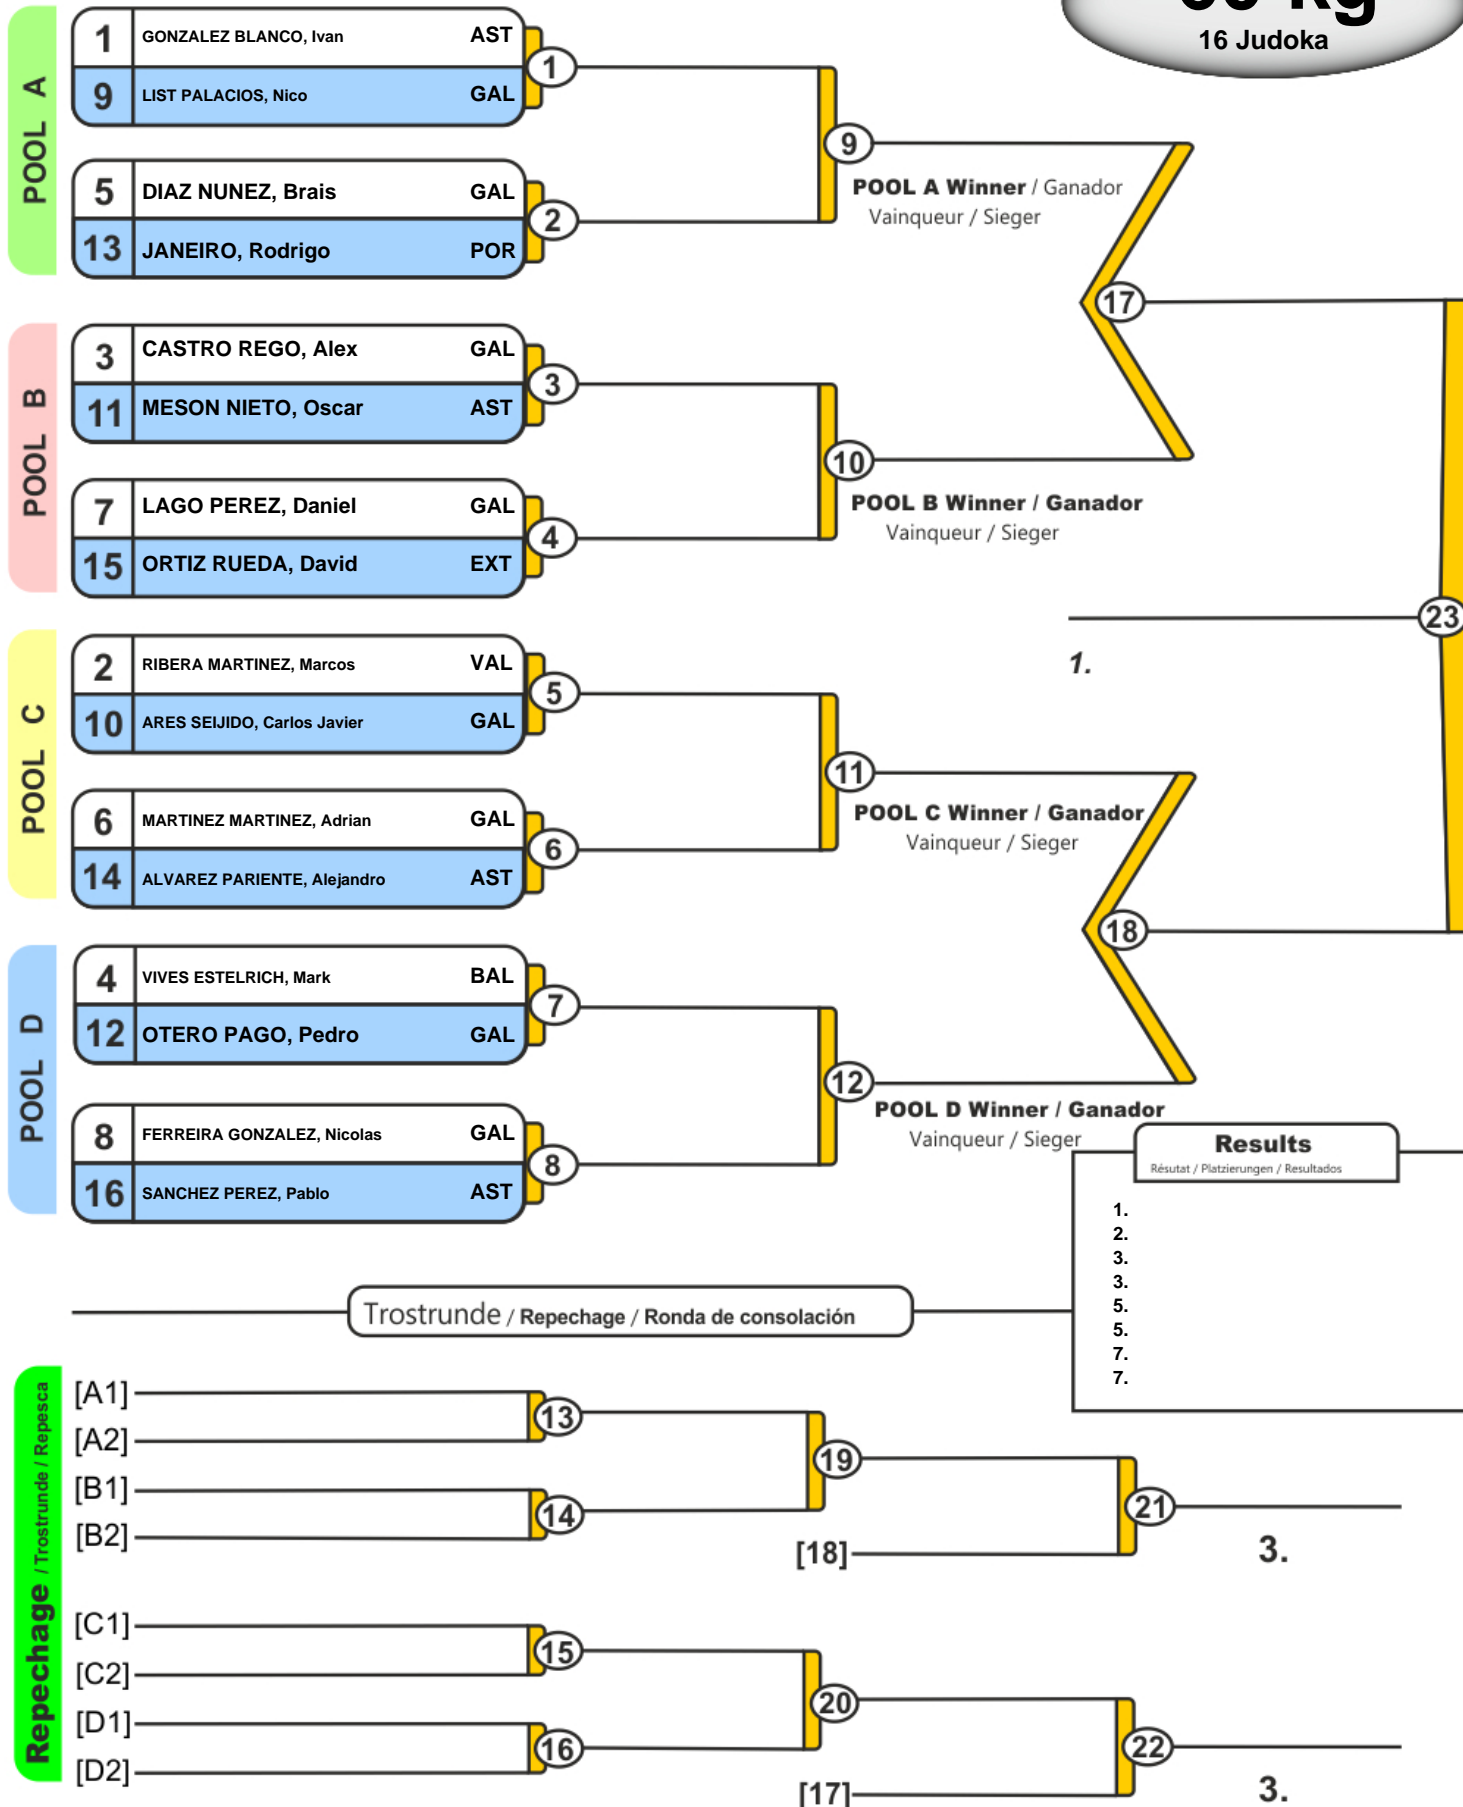 kg
16 Judoka
POOL A
1 GONZALEZ BLANCO, Ivan AST
9 LIST PALACIOS, Nico GAL
1
5 DIAZ NUNEZ, Brais GAL
13 JANEIRO, Rodrigo POR
2
9
POOL A Winner / Ganador
Vainqueur / Sieger
POOL B
3 CASTRO REGO, Alex GAL
11 MESON NIETO, Oscar AST
3
7 LAGO PEREZ, Daniel GAL
15 ORTIZ RUEDA, David EXT
4
10
POOL B Winner / Ganador
Vainqueur / Sieger
17
23
1.
POOL C
2 RIBERA MARTINEZ, Marcos VAL
10 ARES SEIJIDO, Carlos Javier GAL
5
6 MARTINEZ MARTINEZ, Adrian GAL
14 ALVAREZ PARIENTE, Alejandro AST
6
11
POOL C Winner / Ganador
Vainqueur / Sieger
18
POOL D
4 VIVES ESTELRICH, Mark BAL
12 OTERO PAGO, Pedro GAL
7
8 FERREIRA GONZALEZ, Nicolas GAL
16 SANCHEZ PEREZ, Pablo AST
8
12
POOL D Winner / Ganador
Vainqueur / Sieger
Results
Résutat / Platzierungen / Resultados
1.
2.
3.
3.
5.
5.
7.
7.
Trostrunde / Repechage / Ronda de consolación
Repechage / Trostrunde / Repesca
[A1]
[A2]
13
[B1]
[B2]
14
19
[18]
21
3.
[C1]
[C2]
15
[D1]
[D2]
16
20
[17]
22
3.